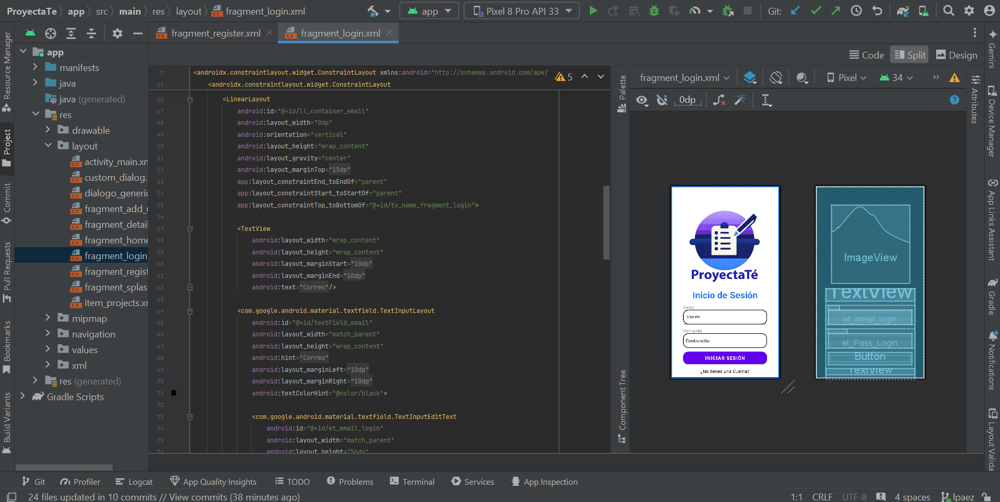 ProyectaTe app src main res layout fragment_login.xml
app
Pixel 8 Pro API 33
Git:
Resource Manager
Project
Commit
Pull Requests
Bookmarks
Build Variants
app
manifests
java
java (generated)
res
drawable
layout
activity_main.xm
custom_dialog.
dialogo_generic
fragment_add_u
fragment_detail
fragment_home
fragment_login
fragment_regist
fragment_splas
item_projects.xm
mipmap
navigation
values
xml
res (generated)
Gradle Scripts
fragment_register.xml
fragment_login.xml
Code Split Design
5
2 <androidx.constraintlayout.widget.ConstraintLayout xmlns:android="http://schemas.android.com/apk/
21 <androidx.constraintlayout.widget.ConstraintLayout
46 <LinearLayout
47 android:id="@+id/ll_container_email"
48 android:layout_width="0dp"
49 android:orientation="vertical"
50 android:layout_height="wrap_content"
51 android:layout_gravity="center"
52 android:layout_marginTop="15dp"
53 app:layout_constraintEnd_toEndOf="parent"
54 app:layout_constraintStart_toStartOf="parent"
55 app:layout_constraintTop_toBottomOf="@+id/tv_name_fragment_login">
56
57 <TextView
58 android:layout_width="wrap_content"
59 android:layout_height="wrap_content"
60 android:layout_marginStart="10dp"
61 android:layout_marginEnd="10dp"
62 android:text="Correo"/>
63
64 <com.google.android.material.textfield.TextInputLayout
65 android:id="@+id/textField_email"
66 android:layout_width="match_parent"
67 android:layout_height="wrap_content"
68 android:hint="Correo"
69 android:layout_marginLeft="10dp"
70 android:layout_marginRight="10dp"
71 android:textColorHint="@color/black">
72
73 <com.google.android.material.textfield.TextInputEditText
74 android:id="@+id/et_email_login"
75 android:layout_width="match_parent"
76 android:layout_height="56dp"
Palette
Component Tree
fragment_login.xml
Pixel
34
0dp
ProyectaTé
Inicio de Sesión
Correo
Correo
Contraseña
Contraseña
INICIAR SESIÓN
¿No tienes una Cuenta?
ImageView
TextView
et_email_login
et_Pass_Login
Button
TextView
Attributes
Gemini
Device Manager
App Links Assistant
Gradle
Notifications
Layout Valida
Git
Profiler
Logcat
App Quality Insights
TODO
Problems
Terminal
Services
App Inspection
24 files updated in 10 commits // View commits (38 minutes ago)
1:1 CRLF UTF-8 4 spaces lpaez